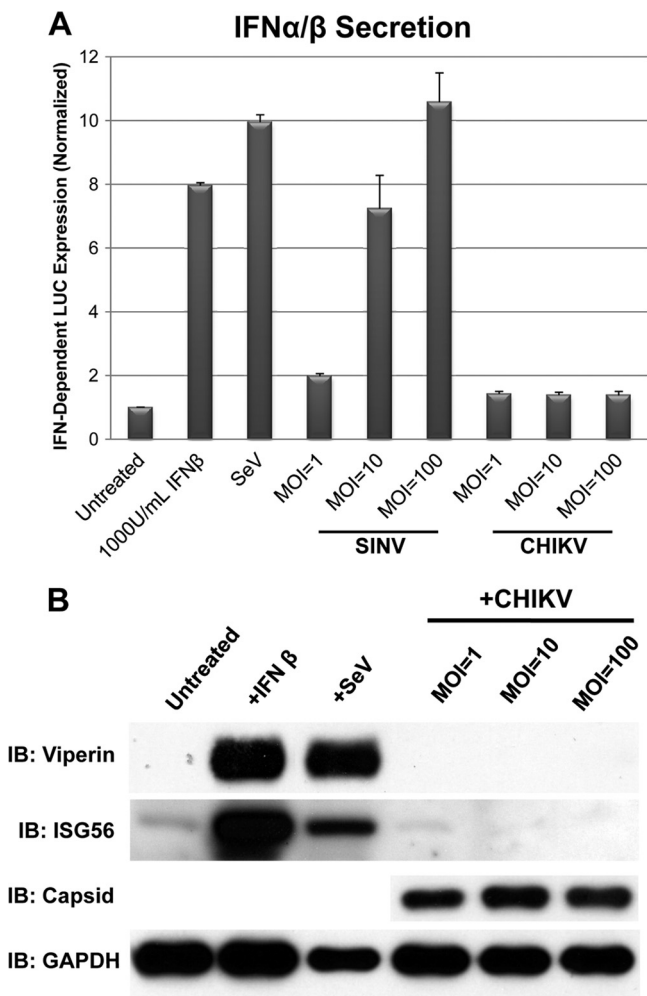 A
IFNα/β Secretion
IFN-Dependent LUC Expression (Normalized)
12
10
8
6
4
2
0
Untreated
1000U/mL IFNβ
SeV
MOI=1
MOI=10
MOI=100
MOI=1
MOI=10
MOI=100
SINV
CHIKV
B
+CHIKV
Untreated
+IFN β
+SeV
MOI=1
MOI=10
MOI=100
IB: Viperin
IB: ISG56
IB: Capsid
IB: GAPDH